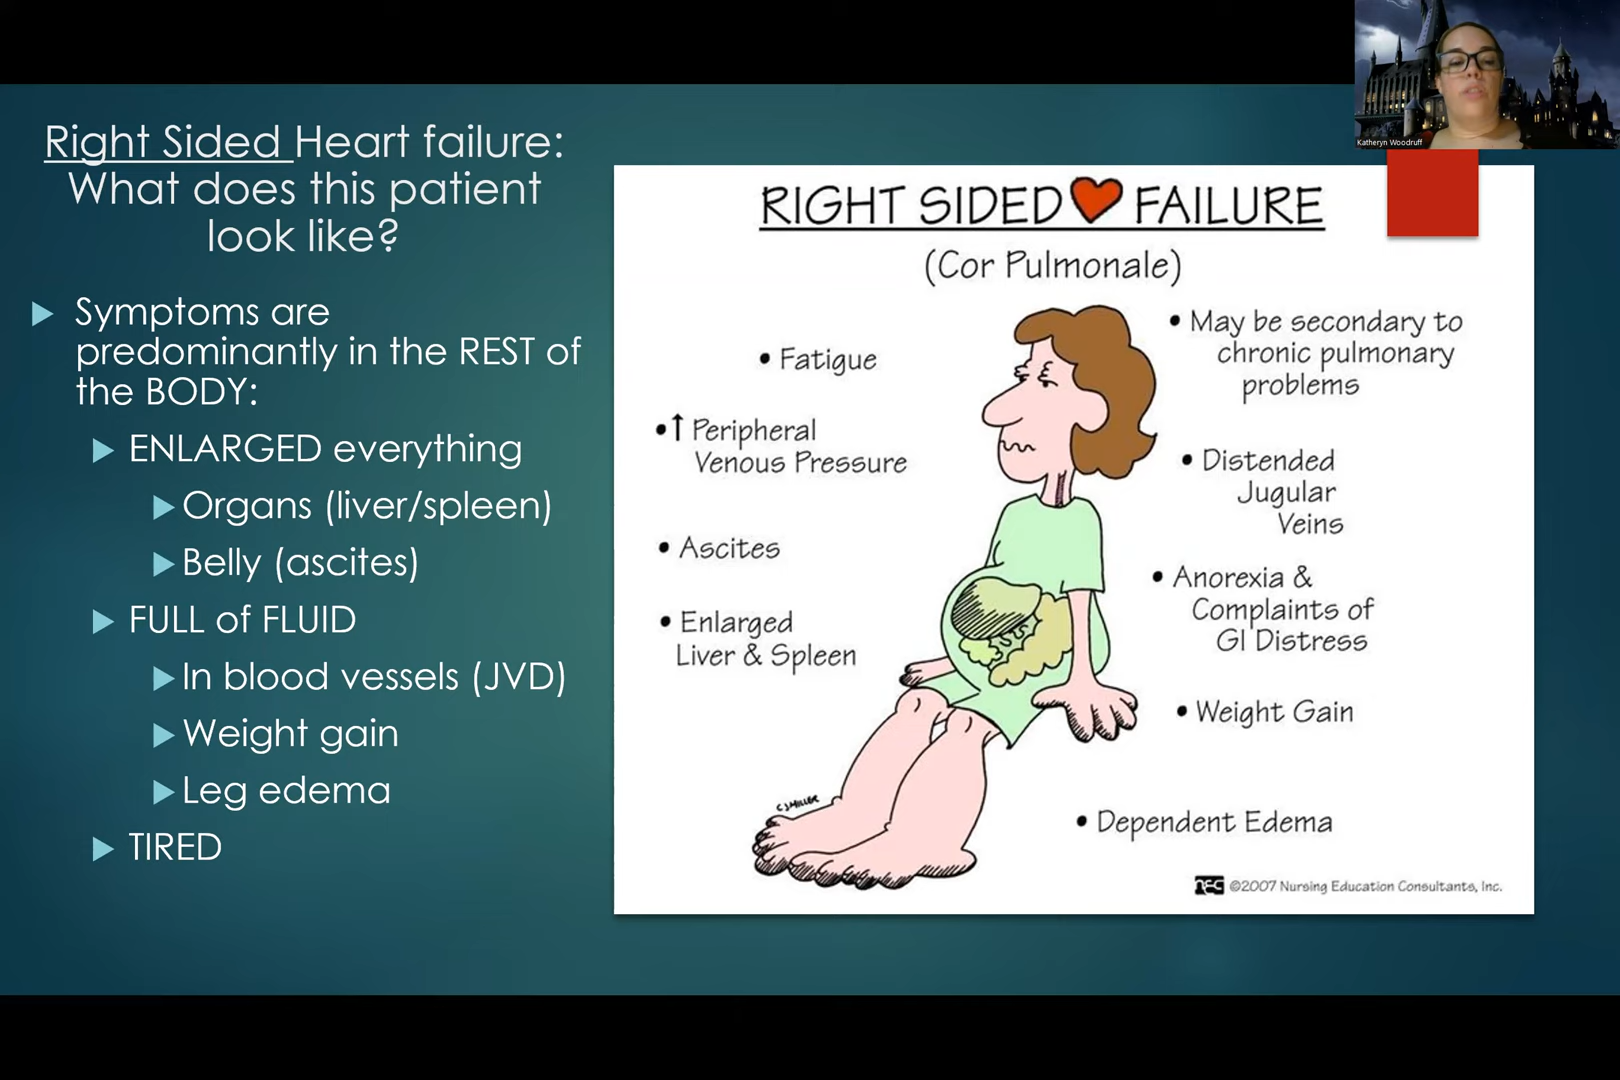 Katheryn Woodruff
Right Sided Heart failure:
What does this patient
look like?
Symptoms are
predominantly in the REST of
the BODY:
ENLARGED everything
Organs (liver/spleen)
Belly (ascites)
FULL of FLUID
In blood vessels (JVD)
Weight gain
Leg edema
TIRED
RIGHT SIDED FAILURE
(Cor Pulmonale)
• Fatigue
• ↑ Peripheral
Venous Pressure
• Ascites
• Enlarged
Liver & Spleen
• May be secondary to
chronic pulmonary
problems
• Distended
Jugular
Veins
• Anorexia &
Complaints of
GI Distress
• Weight Gain
• Dependent Edema
CJMILLER
NEC ©2007 Nursing Education Consultants, Inc.